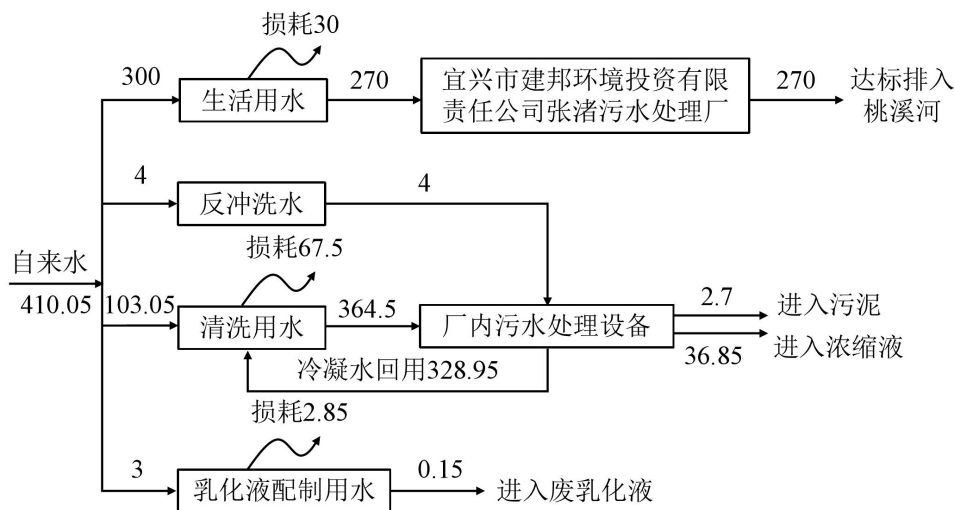 损耗30
300
生活用水
270
宜兴市建邦环境投资有限
责任公司张渚污水处理厂
270
达标排入
桃溪河
4
反冲洗水
4
自来水
410.05
损耗67.5
103.05
清洗用水
364.5
厂内污水处理设备
2.7
进入污泥
36.85
进入浓缩液
冷凝水回用328.95
损耗2.85
3
乳化液配制用水
0.15
进入废乳化液